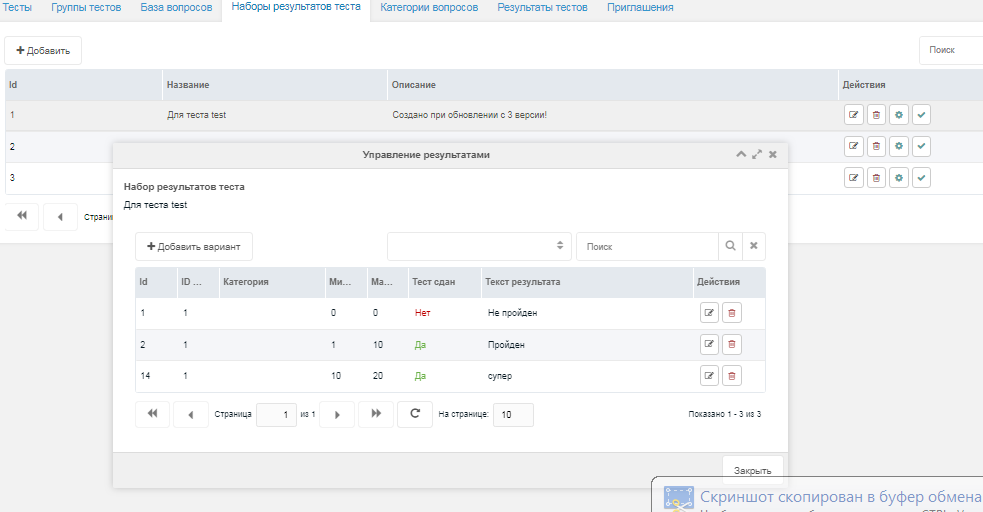 Тесты Группы тестов База вопросов Наборы результатов теста Категории вопросов Результаты тестов Приглашения
Добавить Поиск
Id Название Описание Действия
1 Для теста test Создано при обновлении с 3 версии!
2
3
Управление результатами
Набор результатов теста
Для теста test
Страни
Добавить вариант Поиск
Id ID ... Категория Ми... Ма... Тест сдан Текст результата Действия
1 1 0 0 Нет Не пройден
2 1 1 10 Да Пройден
14 1 10 20 Да супер
Страница 1 из 1 На странице: 10 Показано 1 - 3 из 3
Закрыть
Скриншот скопирован в буфер обмена